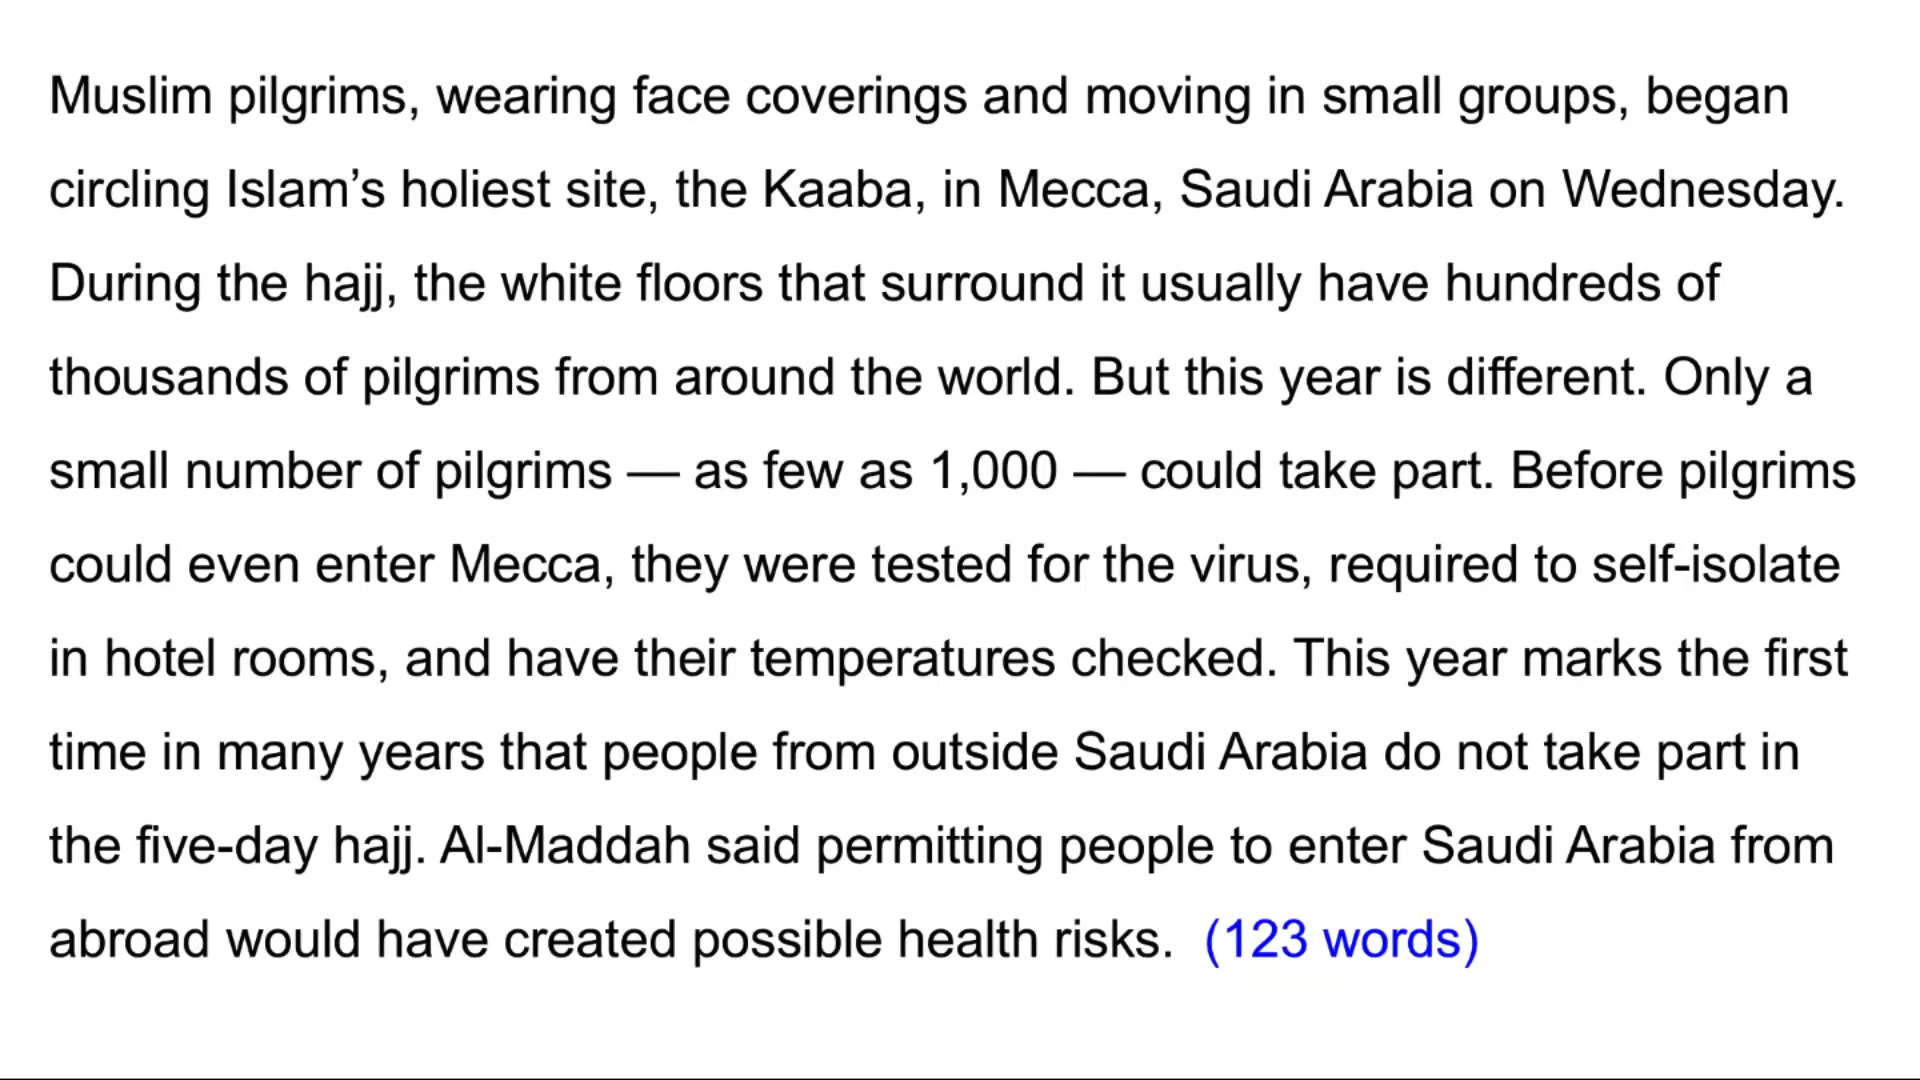 Muslim pilgrims, wearing face coverings and moving in small groups, began
circling Islam’s holiest site, the Kaaba, in Mecca, Saudi Arabia on Wednesday.
During the hajj, the white floors that surround it usually have hundreds of
thousands of pilgrims from around the world. But this year is different. Only a
small number of pilgrims — as few as 1,000 — could take part. Before pilgrims
could even enter Mecca, they were tested for the virus, required to self-isolate
in hotel rooms, and have their temperatures checked. This year marks the first
time in many years that people from outside Saudi Arabia do not take part in
the five-day hajj. Al-Maddah said permitting people to enter Saudi Arabia from
abroad would have created possible health risks. (123 words)